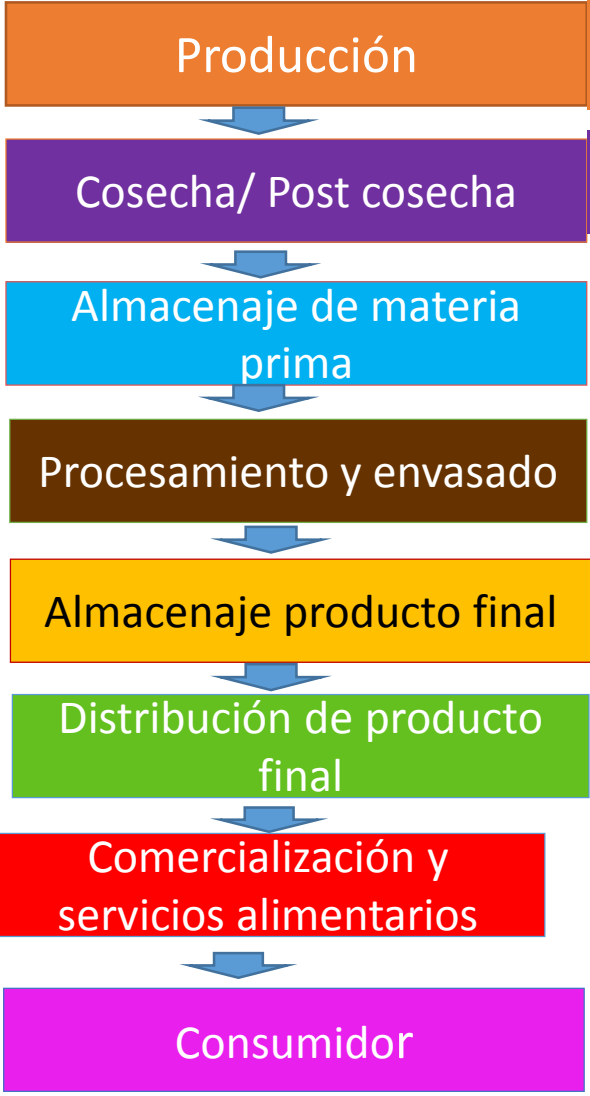 Producción
Cosecha/ Post cosecha
Almacenaje de materia
prima
Procesamiento y envasado
Almacenaje producto final
Distribución de producto
final
Comercialización y
servicios alimentarios
Consumidor